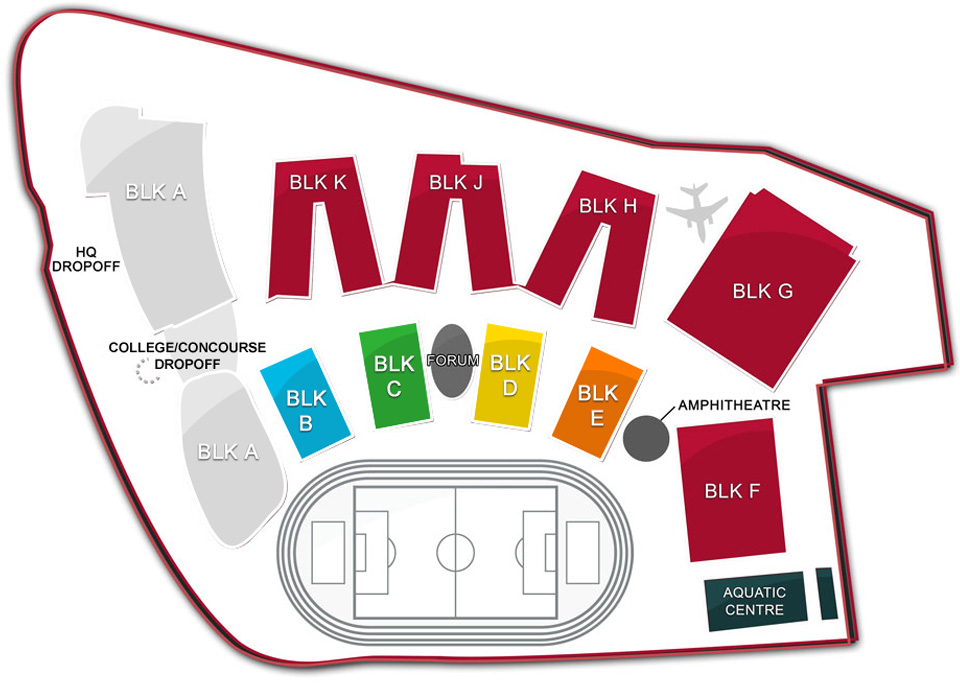 BLK A
BLK K
BLK J
BLK H
HQ
DROPOFF
BLK G
COLLEGE/CONCOURSE
DROPOFF
BLK
B
BLK
C
FORUM
BLK
D
BLK
E
AMPHITHEATRE
BLK A
BLK F
AQUATIC
CENTRE